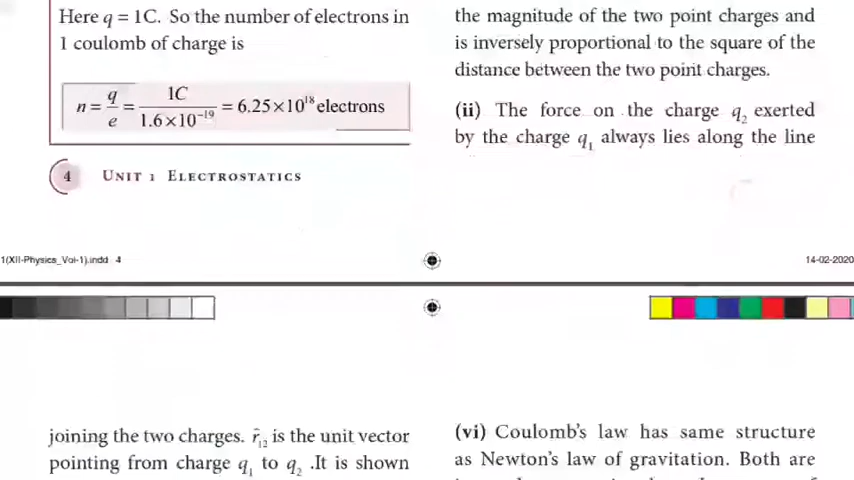 Here q = 1C. So the number of electrons in
1 coulomb of charge is
n = q/e = 1C/1.6×10⁻¹⁹ = 6.25×10¹⁸ electrons
4 UNIT 1 ELECTROSTATICS
the magnitude of the two point charges and
is inversely proportional to the square of the
distance between the two point charges.
(ii) The force on the charge q₂ exerted
by the charge q₁ always lies along the line
1(XII-Physics_Vol-1).indd 4
14-02-2020
joining the two charges. r̂₁₂ is the unit vector
pointing from charge q₁ to q₂ .It is shown
(vi) Coulomb's law has same structure
as Newton's law of gravitation. Both are